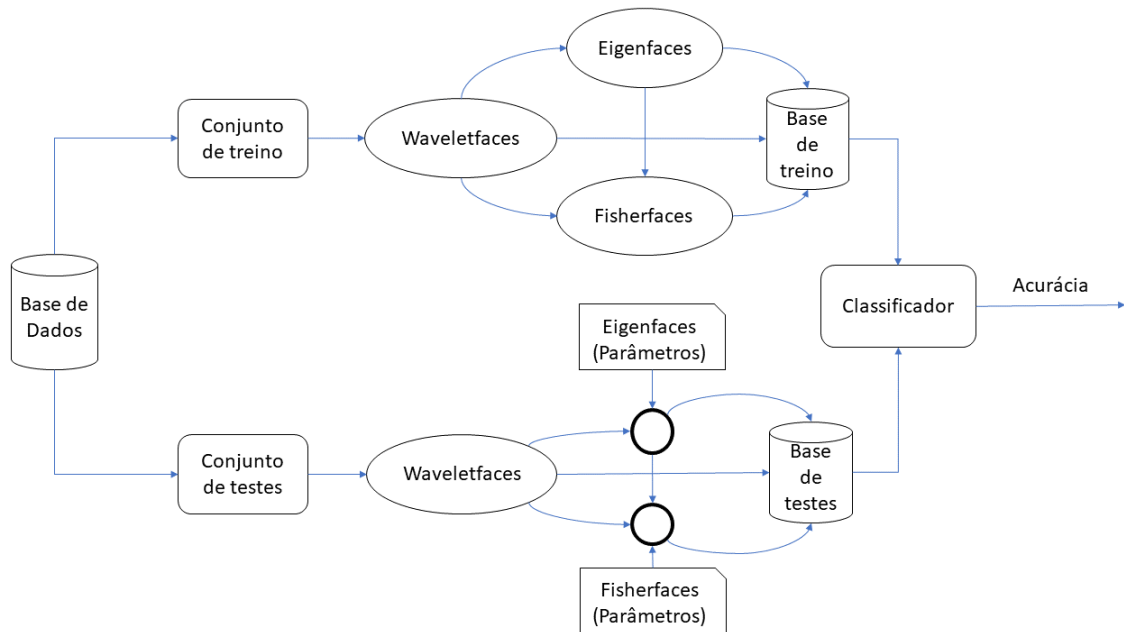 Eigenfaces
Conjunto
de treino
Waveletfaces
Base
de
treino
Fisherfaces
Base de
Dados
Classificador
Acurácia
Eigenfaces
(Parâmetros)
Conjunto
de testes
Waveletfaces
Base
de
testes
Fisherfaces
(Parâmetros)